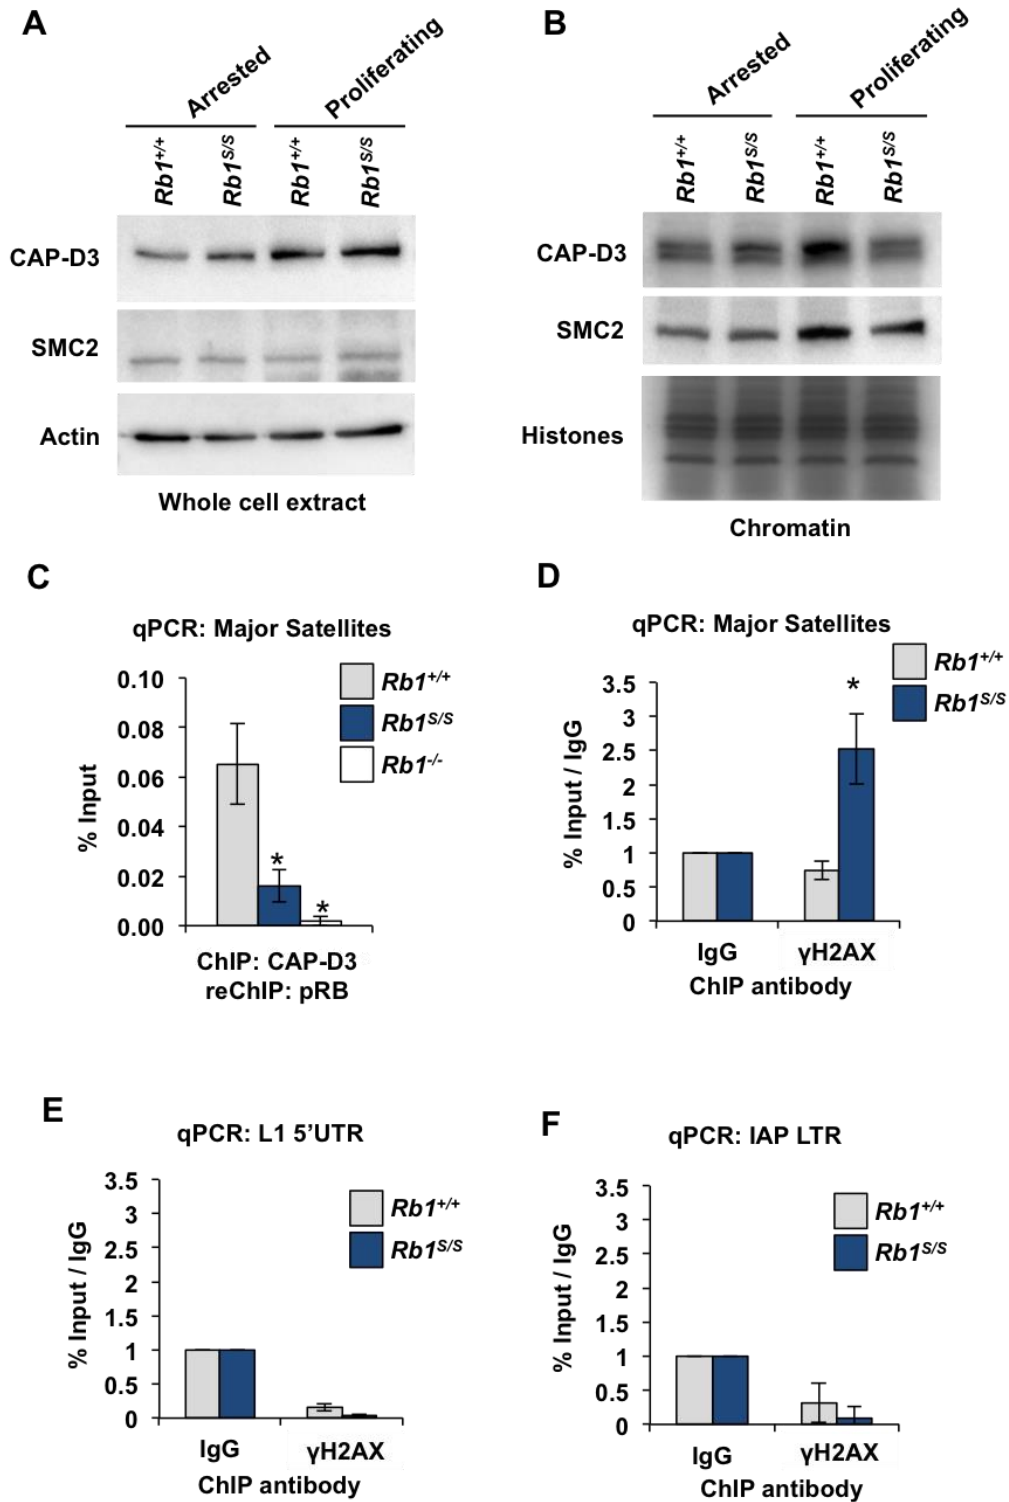 A
Arrested
Proliferating
Rb1+/+
Rb1S/S
Rb1+/+
Rb1S/S
CAP-D3
SMC2
Actin
Whole cell extract
B
Arrested
Proliferating
Rb1+/+
Rb1S/S
Rb1+/+
Rb1S/S
CAP-D3
SMC2
Histones
Chromatin
C
qPCR: Major Satellites
Rb1+/+
Rb1S/S
Rb1-/-
% Input
0.10
0.08
0.06
0.04
0.02
0.00
*
*
ChIP: CAP-D3
reChIP: pRB
D
qPCR: Major Satellites
Rb1+/+
Rb1S/S
% Input / IgG
3.5
3
2.5
2
1.5
1
0.5
0
*
IgG
γH2AX
ChIP antibody
E
qPCR: L1 5’UTR
Rb1+/+
Rb1S/S
% Input / IgG
3.5
3
2.5
2
1.5
1
0.5
0
IgG
γH2AX
ChIP antibody
F
qPCR: IAP LTR
Rb1+/+
Rb1S/S
% Input / IgG
3.5
3
2.5
2
1.5
1
0.5
0
IgG
γH2AX
ChIP antibody